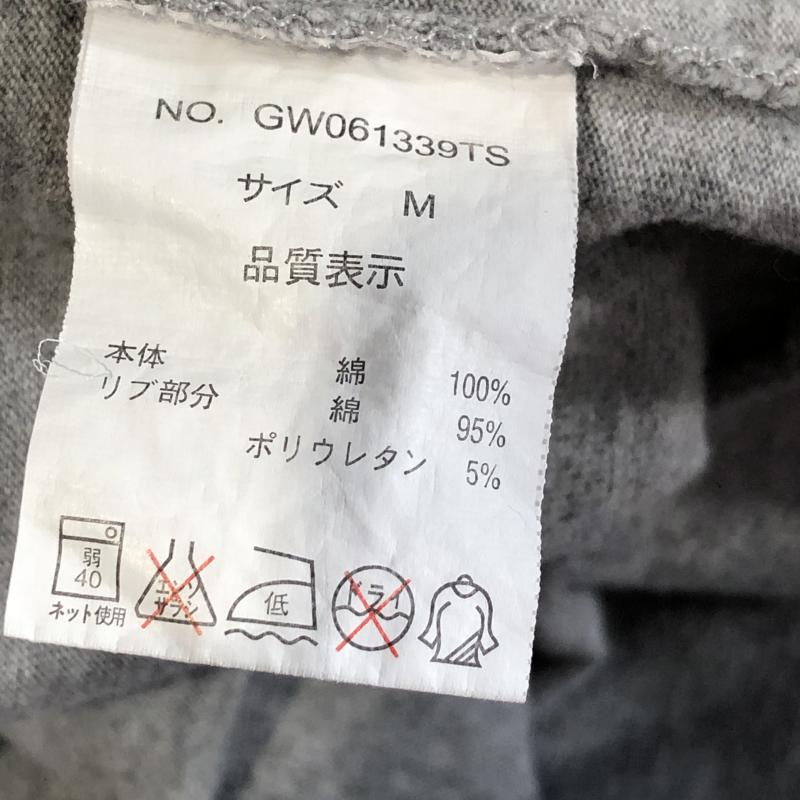 NO. GW061339TS
サイズ M
品質表示
本体 綿 100%
リブ部分 綿 95%
ポリウレタン 5%
弱
40
ネット使用
エンソ
サラシ
低
ドライ